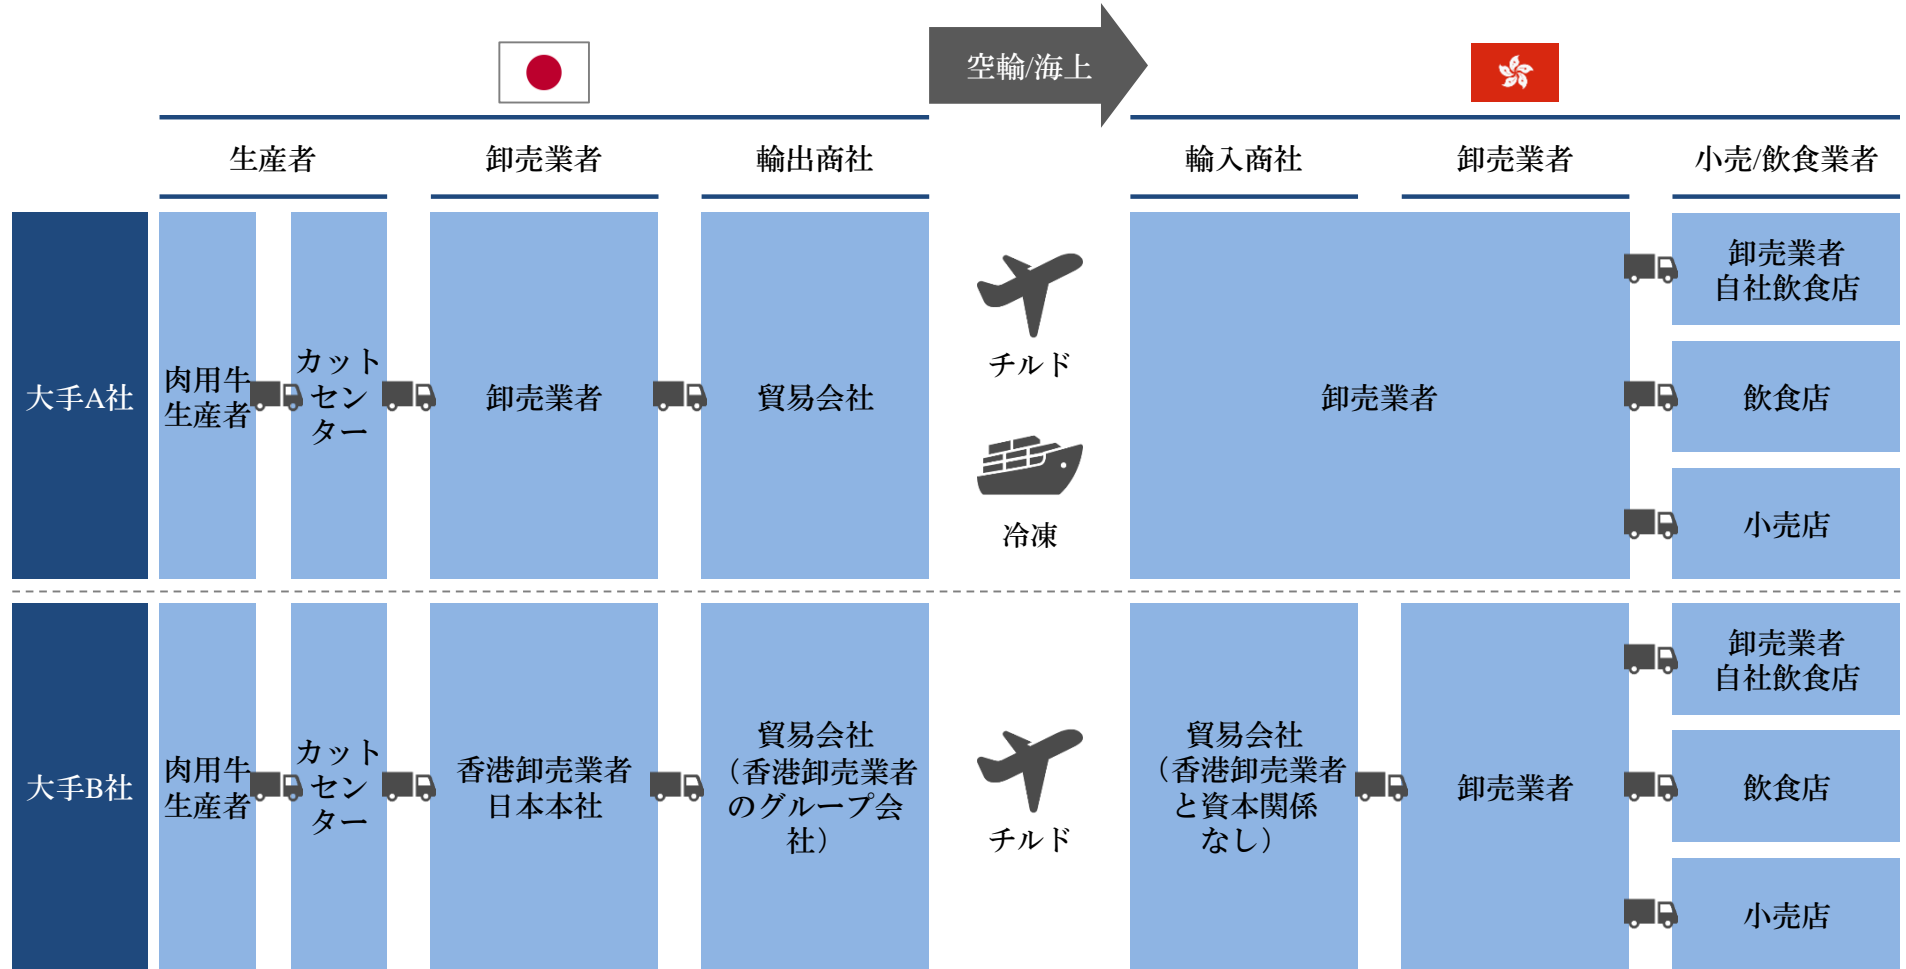 空輸/海上
生産者
卸売業者
輸出商社
輸入商社
卸売業者
小売/飲食業者
大手A社
肉用牛
生産者
カット
セン
ター
卸売業者
貿易会社
チルド
冷凍
卸売業者
卸売業者
自社飲食店
飲食店
小売店
大手B社
肉用牛
生産者
カット
セン
ター
香港卸売業者
日本本社
貿易会社
（香港卸売業者
のグループ会
社）
チルド
貿易会社
（香港卸売業者
と資本関係
なし）
卸売業者
卸売業者
自社飲食店
飲食店
小売店